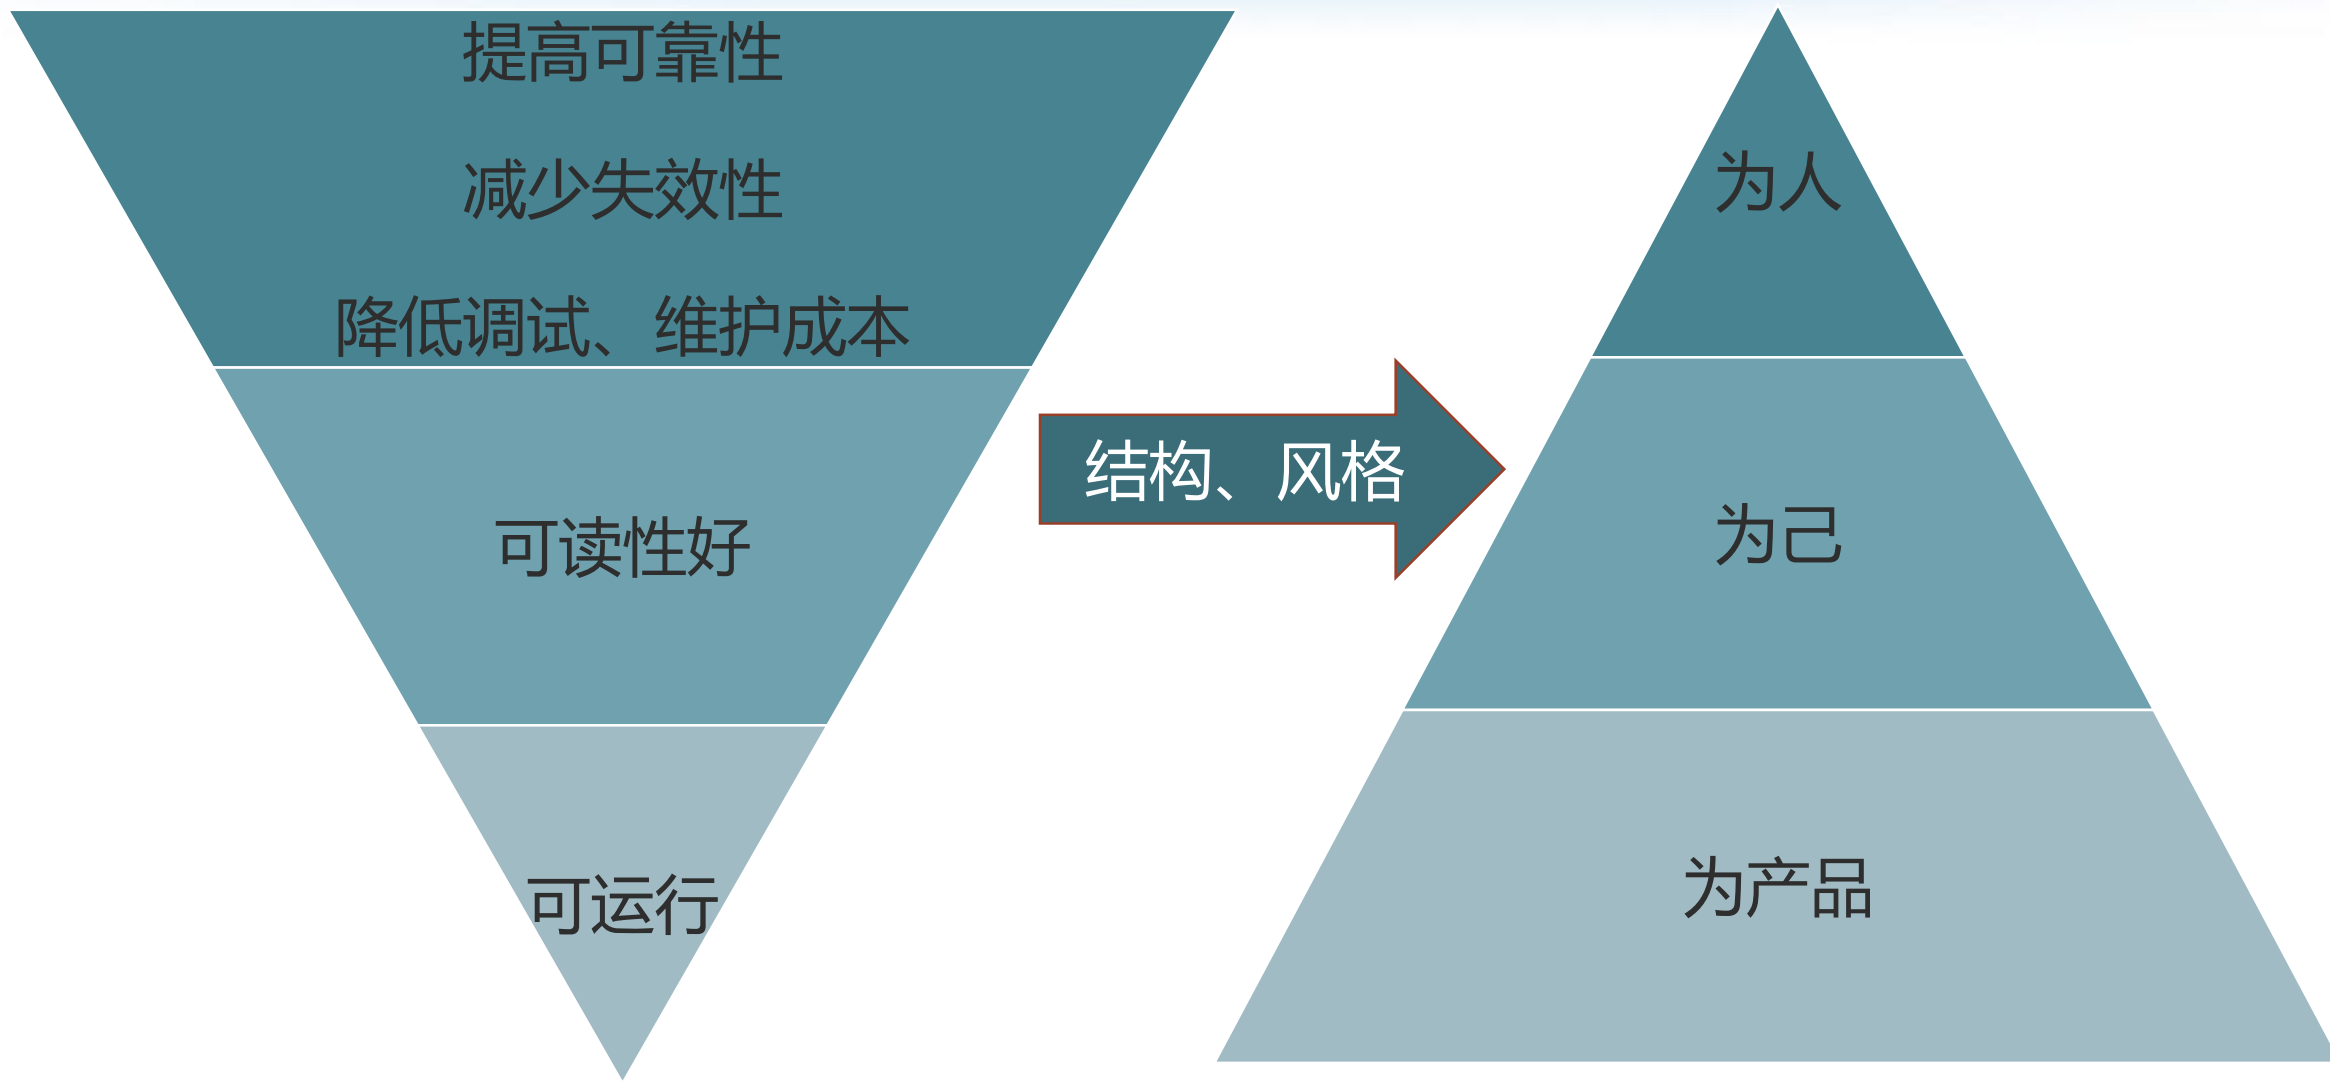 提高可靠性
减少失效性
降低调试、维护成本
可读性好
可运行
结构、风格
为人
为己
为产品